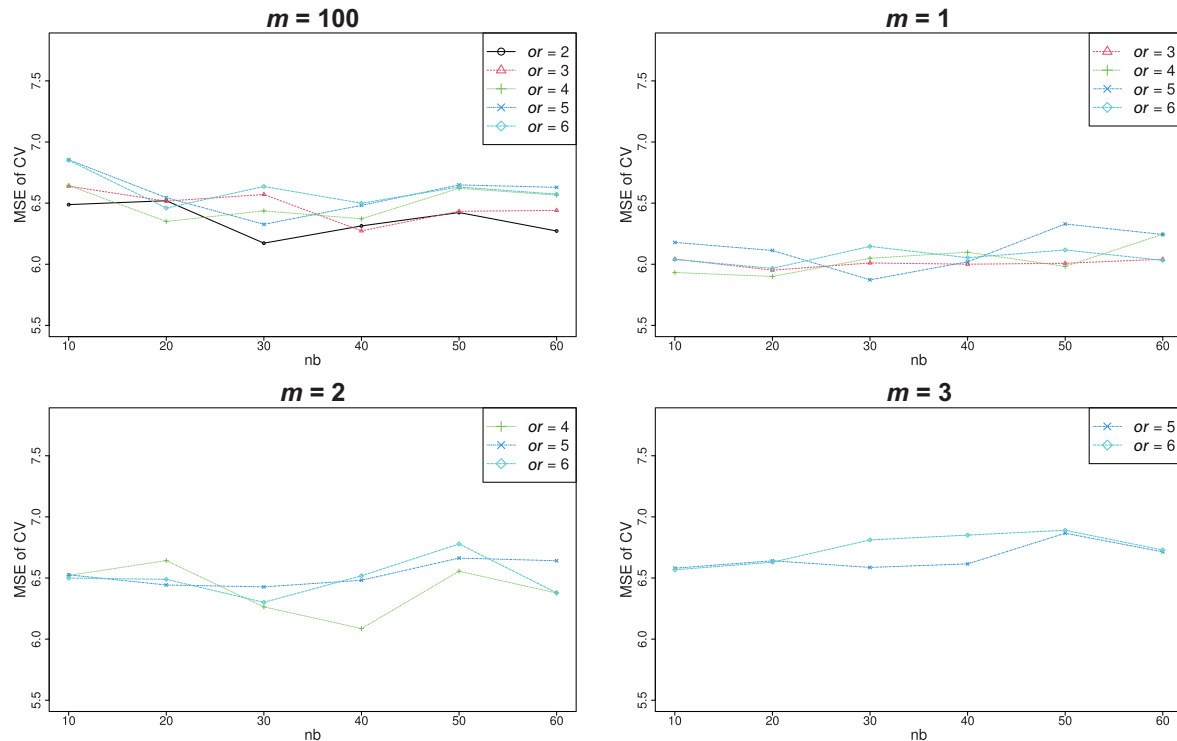 m = 100
MSE of CV
7.5
7.0
6.5
6.0
5.5
10 20 30 40 50 60
nb
or = 2
or = 3
or = 4
or = 5
or = 6
m = 1
MSE of CV
7.5
7.0
6.5
6.0
5.5
10 20 30 40 50 60
nb
or = 3
or = 4
or = 5
or = 6
m = 2
MSE of CV
7.5
7.0
6.5
6.0
5.5
10 20 30 40 50 60
nb
or = 4
or = 5
or = 6
m = 3
MSE of CV
7.5
7.0
6.5
6.0
5.5
10 20 30 40 50 60
nb
or = 5
or = 6